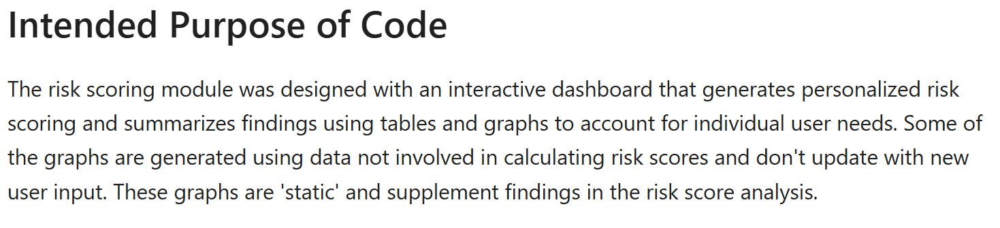 Intended Purpose of Code
The risk scoring module was designed with an interactive dashboard that generates personalized risk
scoring and summarizes findings using tables and graphs to account for individual user needs. Some of
the graphs are generated using data not involved in calculating risk scores and don't update with new
user input. These graphs are 'static' and supplement findings in the risk score analysis.